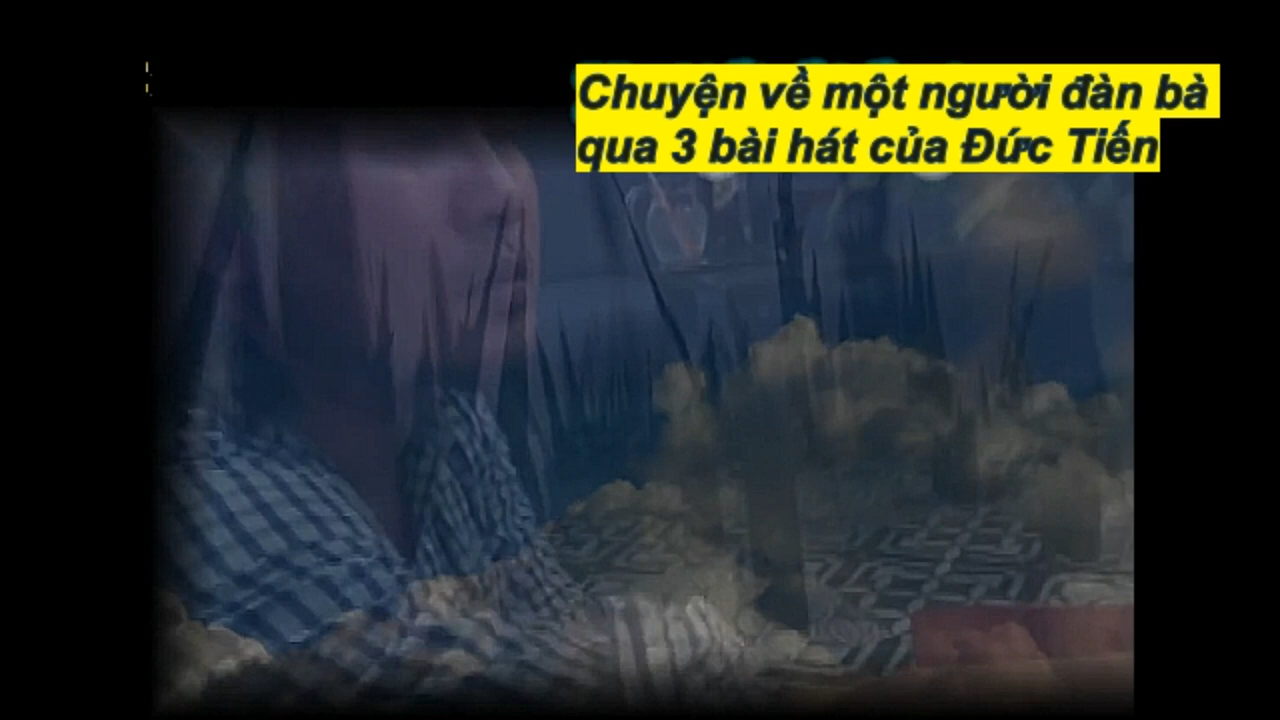 Chuyện về một người đàn bà
qua 3 bài hát của Đức Tiến